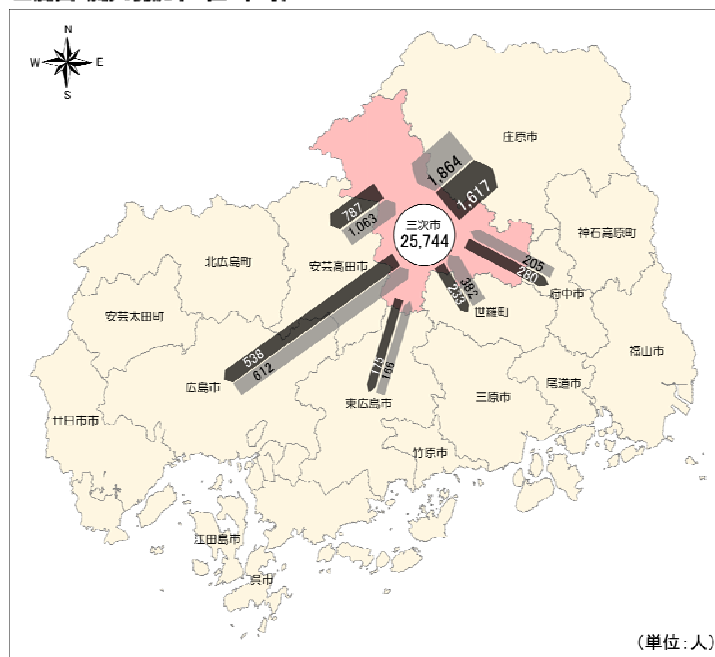 N
W
E
S
庄原市
1,864
1,617
787
1,063
三次市
25,744
神石高原町
205
280
北広島町
安芸高田市
382
府中市
安芸太田町
世羅町
538
612
広島市
166
福山市
尾道市
東広島市
三原市
廿日市市
竹原市
江田島市
呉市
(単位:人)